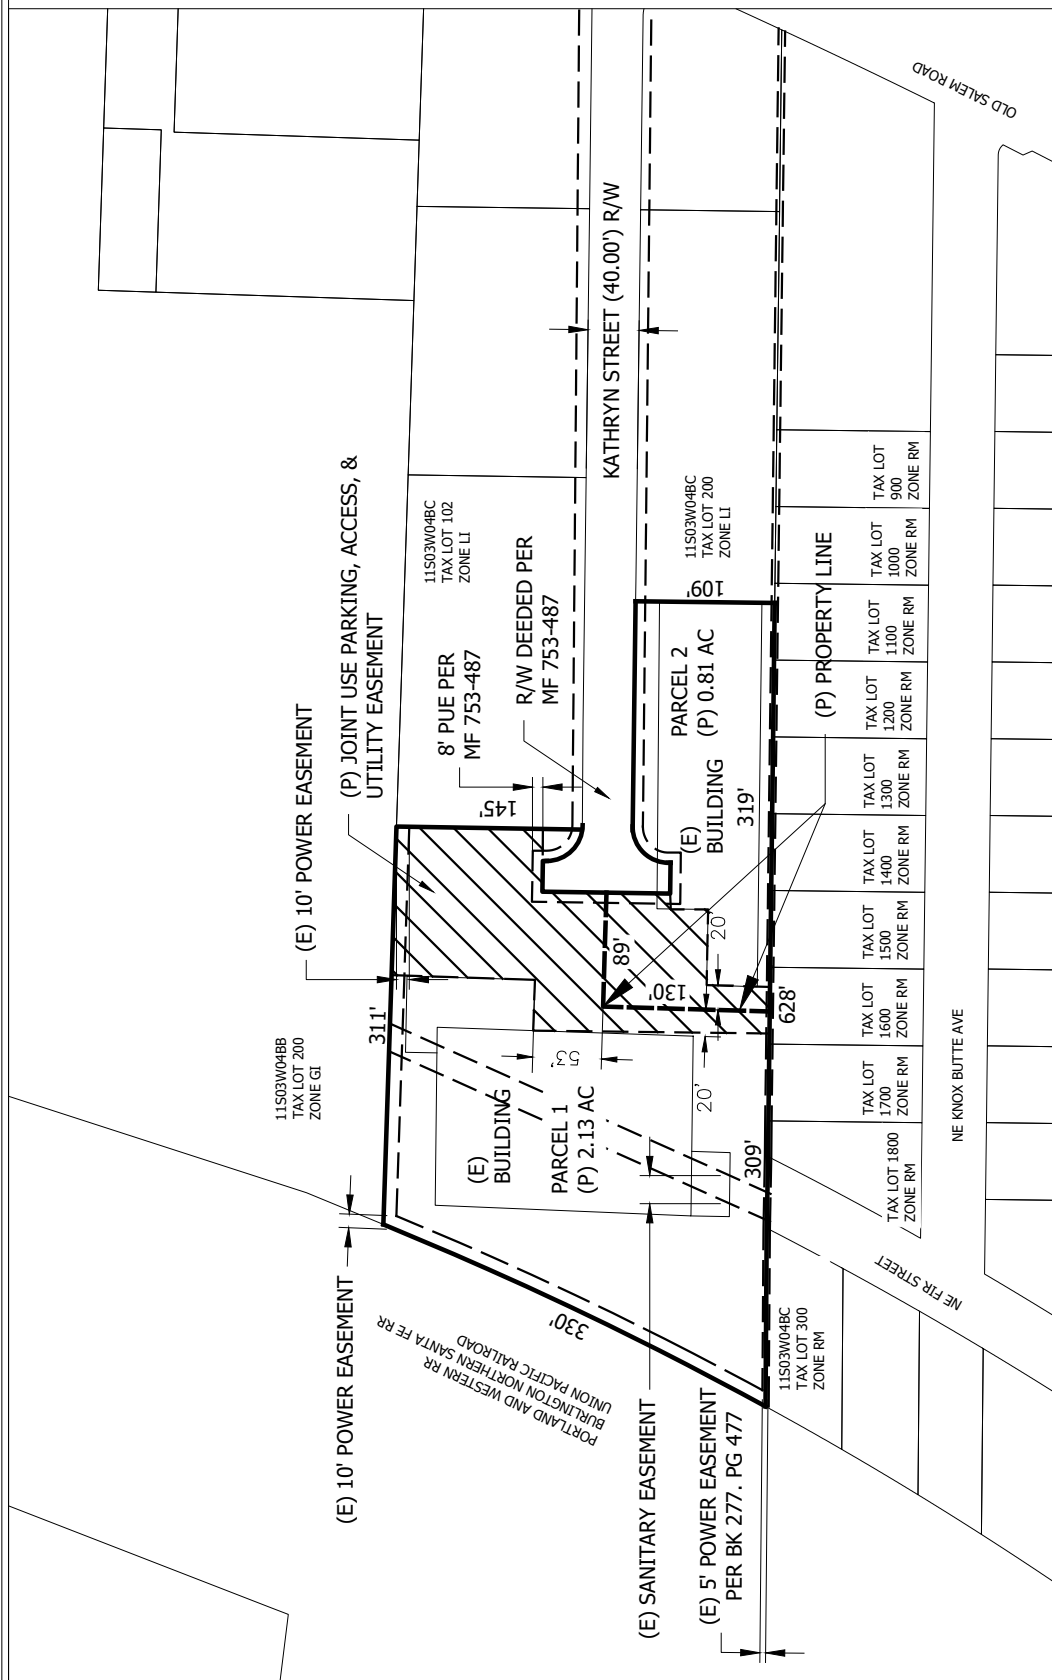 OLD SALEM ROAD
KATHRYN STREET (40.00') R/W
(P) JOINT USE PARKING, ACCESS, &
UTILITY EASEMENT
11S03W04BC
TAX LOT 102
ZONE LI
11S03W04BC
TAX LOT 200
ZONE LI
(E) 10' POWER EASEMENT
8' PUE PER
MF 753-487
R/W DEEDED PER
MF 753-487
145'
109'
PARCEL 2
(P) 0.81 AC
(E)
BUILDING
319'
(P) PROPERTY LINE
89'
130'
20'
628'
311'
53'
20'
309'
11S03W04BB
TAX LOT 200
ZONE GI
(E)
BUILDING
PARCEL 1
(P) 2.13 AC
330'
(E) 10' POWER EASEMENT
PORTLAND AND WESTERN RR
BURLINGTON NORTHERN SANTA FE RR
UNION PACIFIC RAILROAD
(E) SANITARY EASEMENT
(E) 5' POWER EASEMENT
PER BK 277. PG 477
11S03W04BC
TAX LOT 300
ZONE RM
TAX LOT
900
ZONE RM
TAX LOT
1000
ZONE RM
TAX LOT
1100
ZONE RM
TAX LOT
1200
ZONE RM
TAX LOT
1300
ZONE RM
TAX LOT
1400
ZONE RM
TAX LOT
1500
ZONE RM
TAX LOT
1600
ZONE RM
TAX LOT
1700
ZONE RM
TAX LOT 1800
ZONE RM
NE KNOX BUTTE AVE
NE FIR STREET